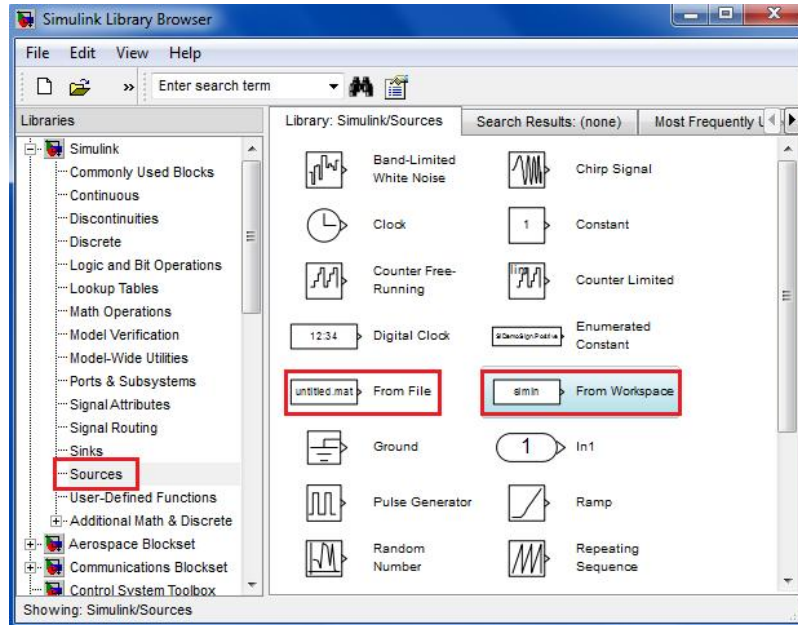 Simulink Library Browser
File Edit View Help
» Enter search term
Libraries
Simulink
Commonly Used Blocks
Continuous
Discontinuities
Discrete
Logic and Bit Operations
Lookup Tables
Math Operations
Model Verification
Model-Wide Utilities
Ports & Subsystems
Signal Attributes
Signal Routing
Sinks
Sources
User-Defined Functions
Additional Math & Discrete
Aerospace Blockset
Communications Blockset
Control System Toolbox
Library: Simulink/Sources Search Results: (none) Most Frequently
Band-Limited
White Noise
Chirp Signal
Clock
1 Constant
Counter Free-
Running
lim Counter Limited
12:34 Digital Clock
Enumerated
Constant
untitled.mat From File
simin From Workspace
Ground
1 In1
Pulse Generator
Ramp
Random
Number
Repeating
Sequence
Showing: Simulink/Sources